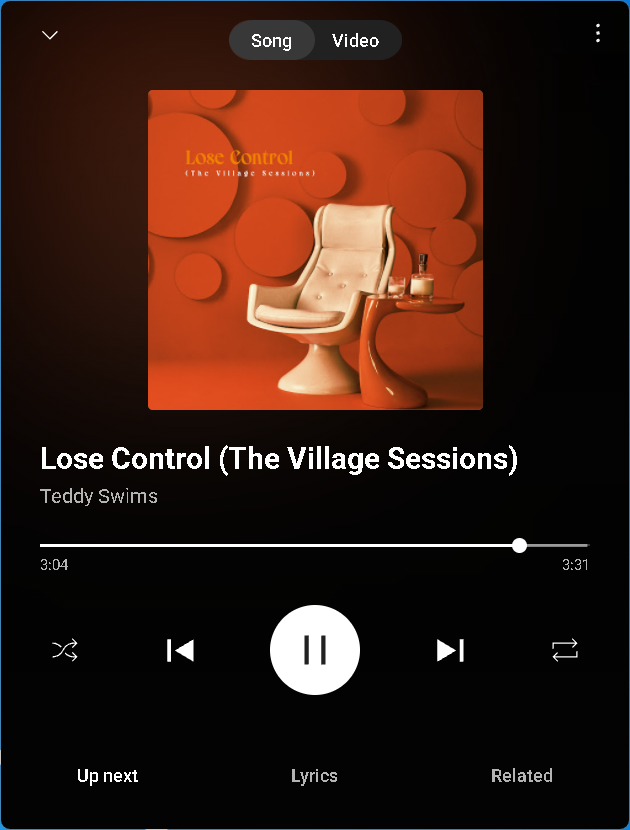 Song Video
Lose Control
(The Village Sessions)
Lose Control (The Village Sessions)
Teddy Swims
3:04 3:31
Up next Lyrics Related